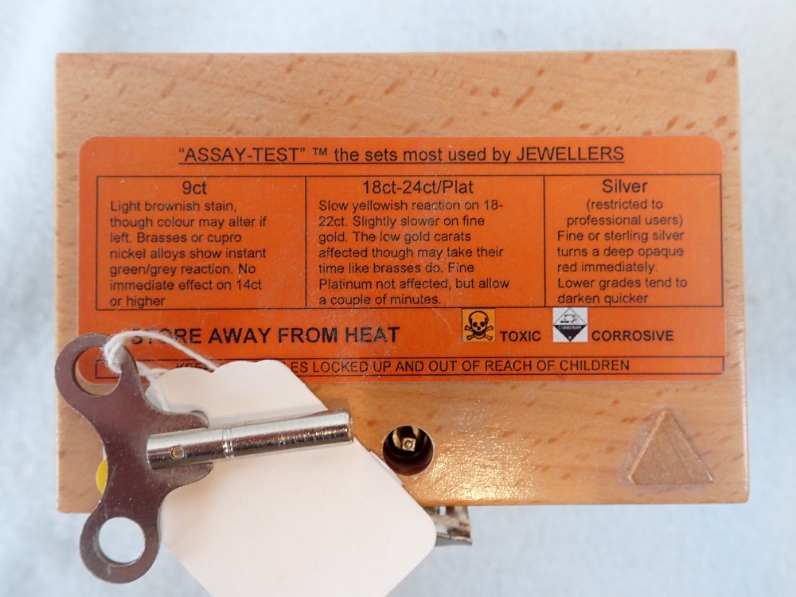 "ASSAY-TEST" ™ the sets most used by JEWELLERS
9ct
Light brownish stain,
though colour may alter if
left. Brasses or cupro
nickel alloys show instant
green/grey reaction. No
immediate effect on 14ct
or higher
18ct-24ct/Plat
Slow yellowish reaction on 18-
22ct. Slightly slower on fine
gold. The low gold carats
affected though may take their
time like brasses do. Fine
Platinum not affected, but allow
a couple of minutes.
Silver
(restricted to
professional users)
Fine or sterling silver
turns a deep opaque
red immediately.
Lower grades tend to
darken quicker
STORE AWAY FROM HEAT
TOXIC
CORROSIVE
CORROSIVE
LOCKED UP AND OUT OF REACH OF CHILDREN